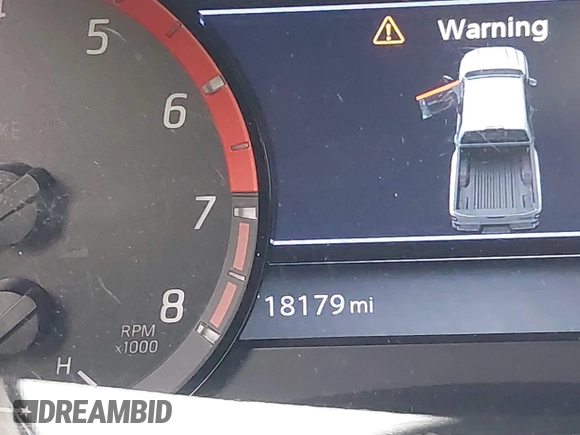 5
Warning
6
7
8
18179 mi
RPM
x1000
H
DREAMBID